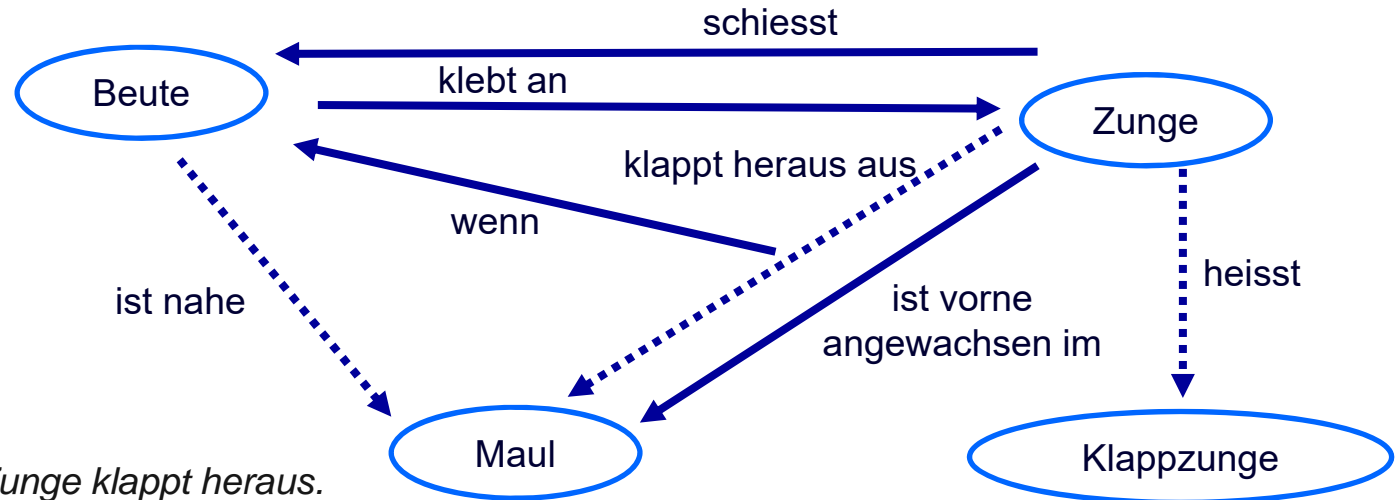 schiesst
Beute
klebt an
Zunge
klappt heraus aus
wenn
heisst
ist nahe
ist vorne
angewachsen im
Maul
Klappzunge
klappt heraus.